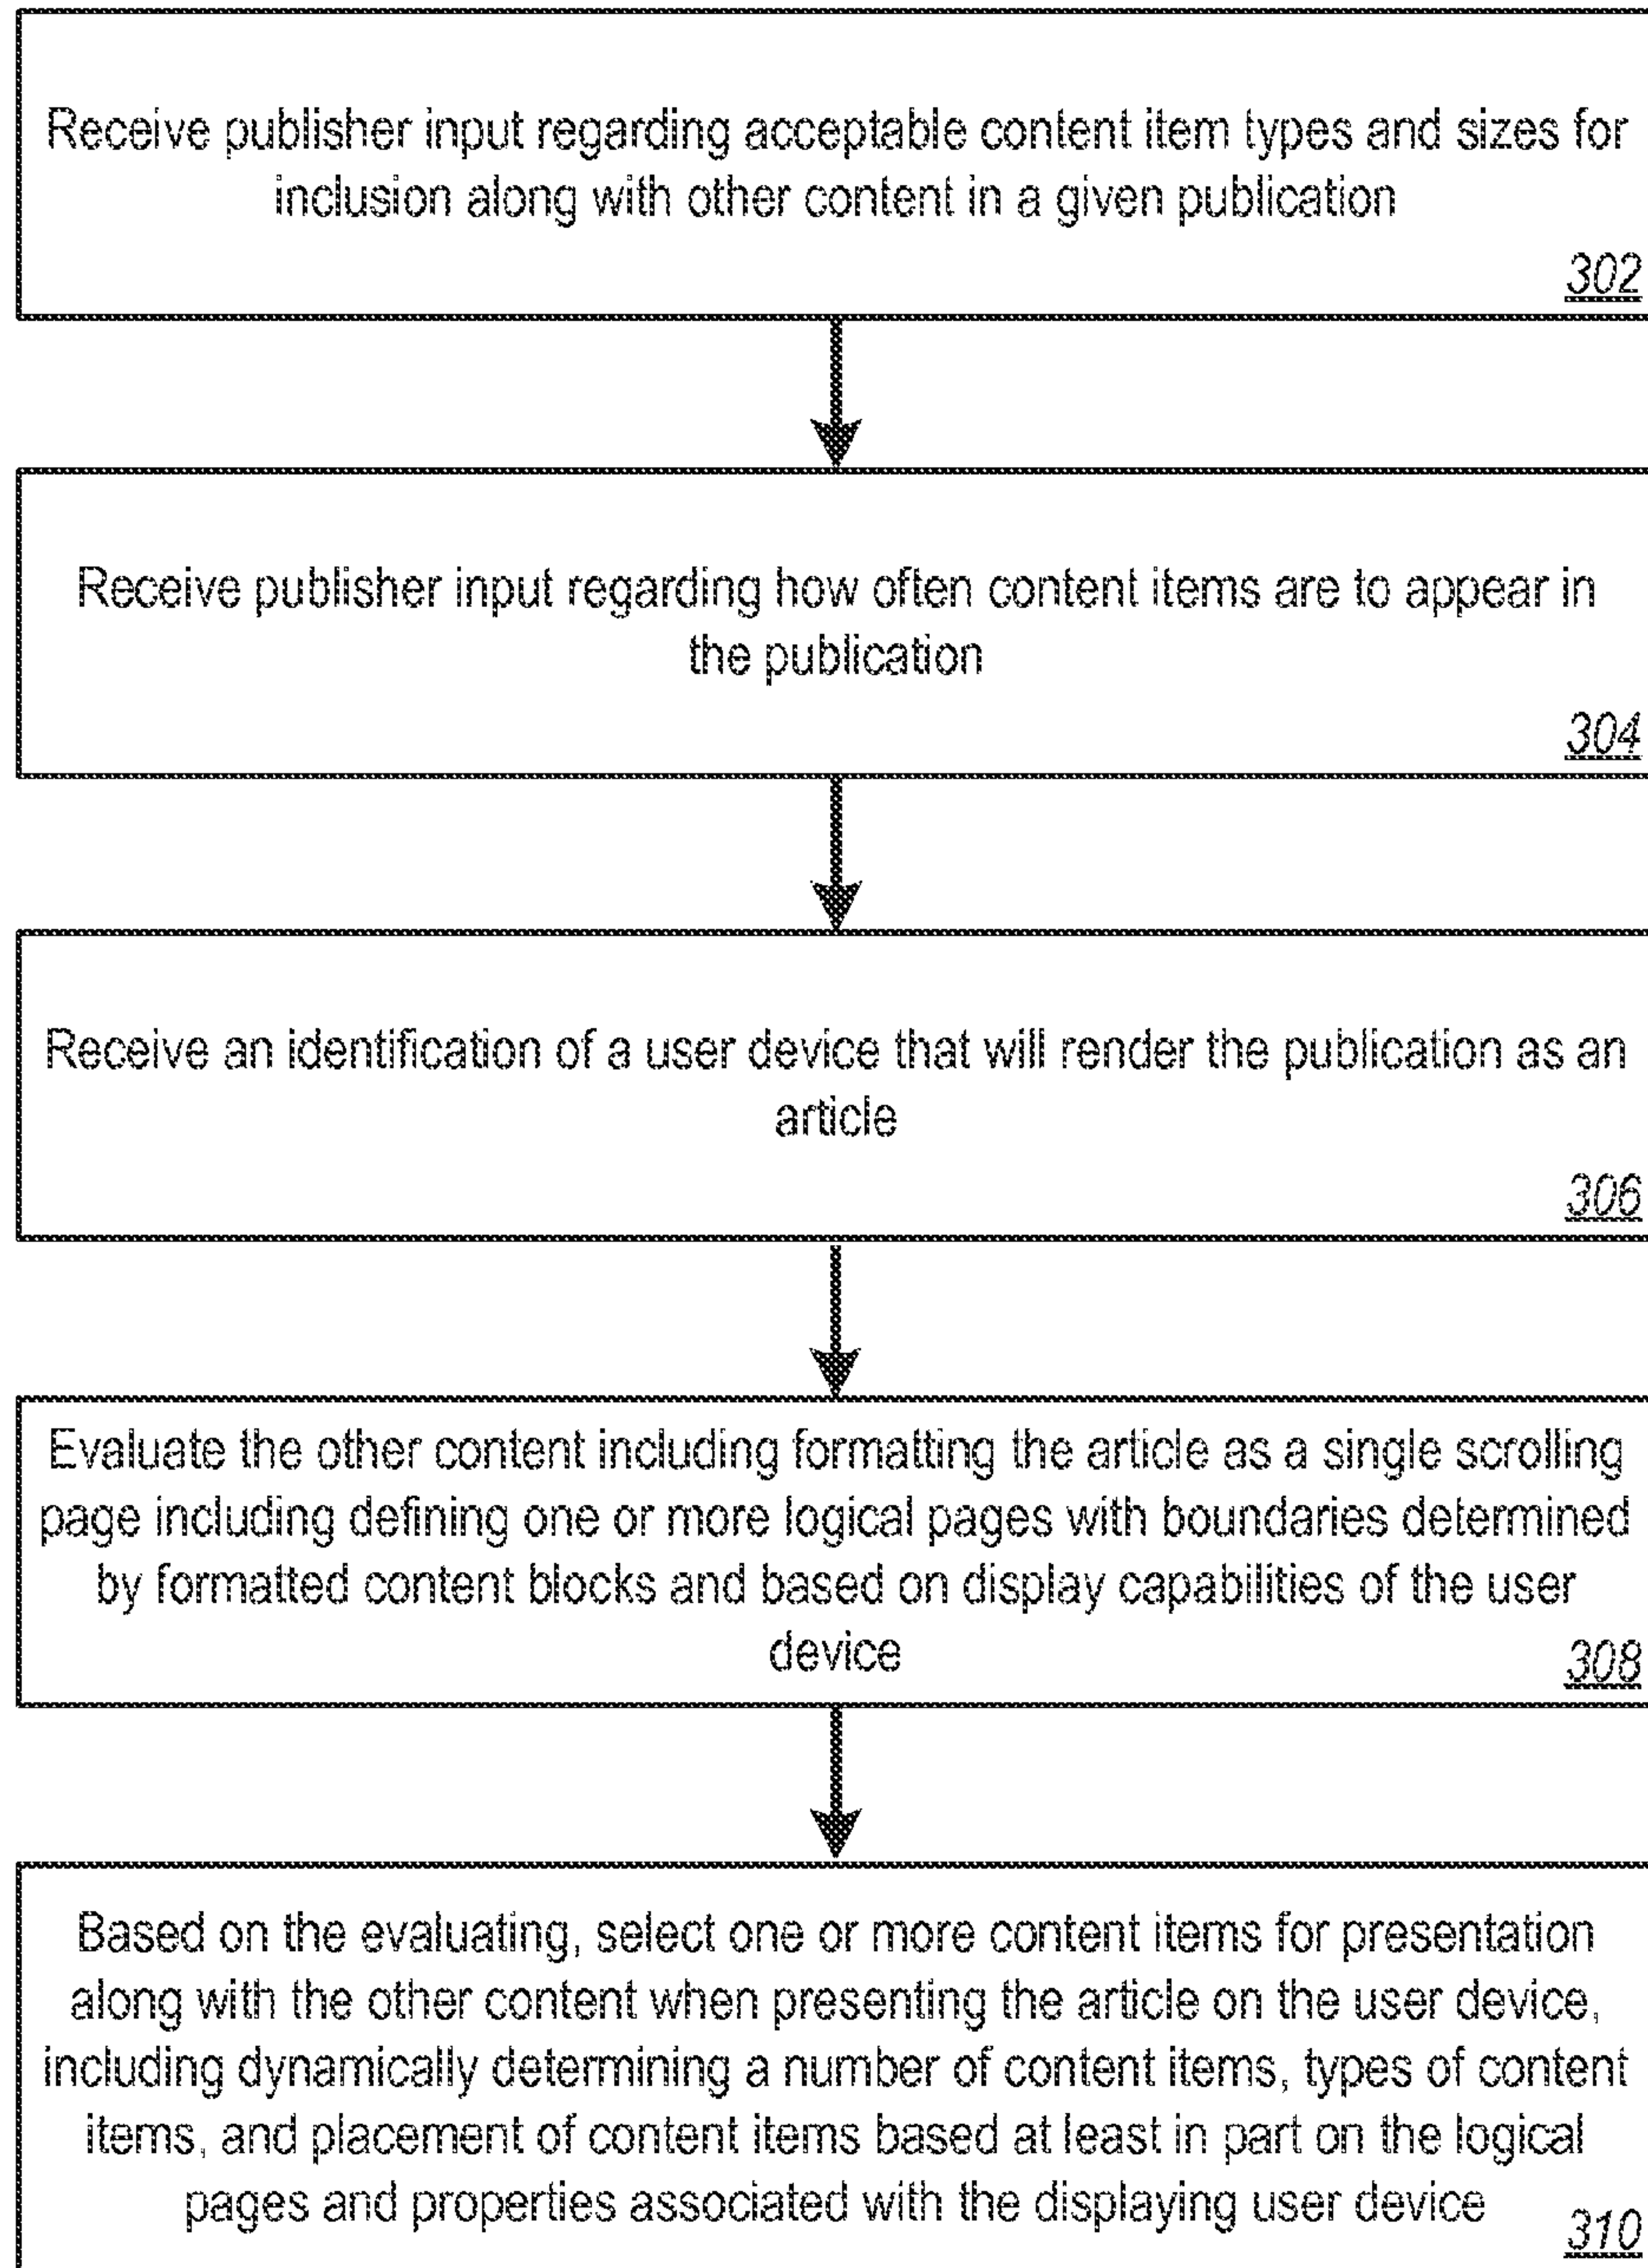 Receive publisher input regarding acceptable content item types and sizes for
inclusion along with other content in a given publication
302
Receive publisher input regarding how often content items are to appear in
the publication
304
Receive an identification of a user device that will render the publication as an
article
306
Evaluate the other content including formatting the article as a single scrolling
page including defining one or more logical pages with boundaries determined
by formatted content blocks and based on display capabilities of the user
device
308
Based on the evaluating, select one or more content items for presentation
along with the other content when presenting the article on the user device,
including dynamically determining a number of content items, types of content
items, and placement of content items based at least in part on the logical
pages and properties associated with the displaying user device
310